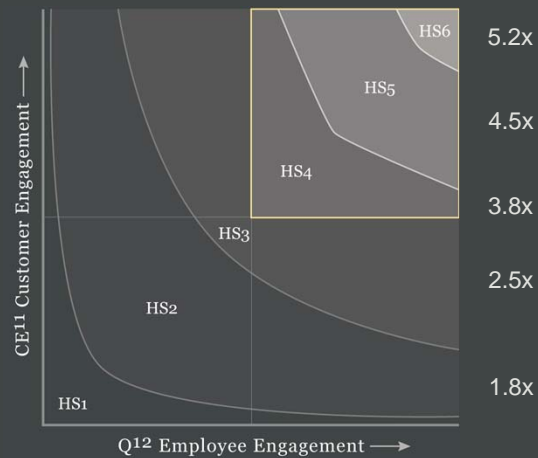 HS6
5.2x
HS5
4.5x
HS4
3.8x
HS3
2.5x
HS2
1.8x
HS1
CE¹¹ Customer Engagement
Q¹² Employee Engagement